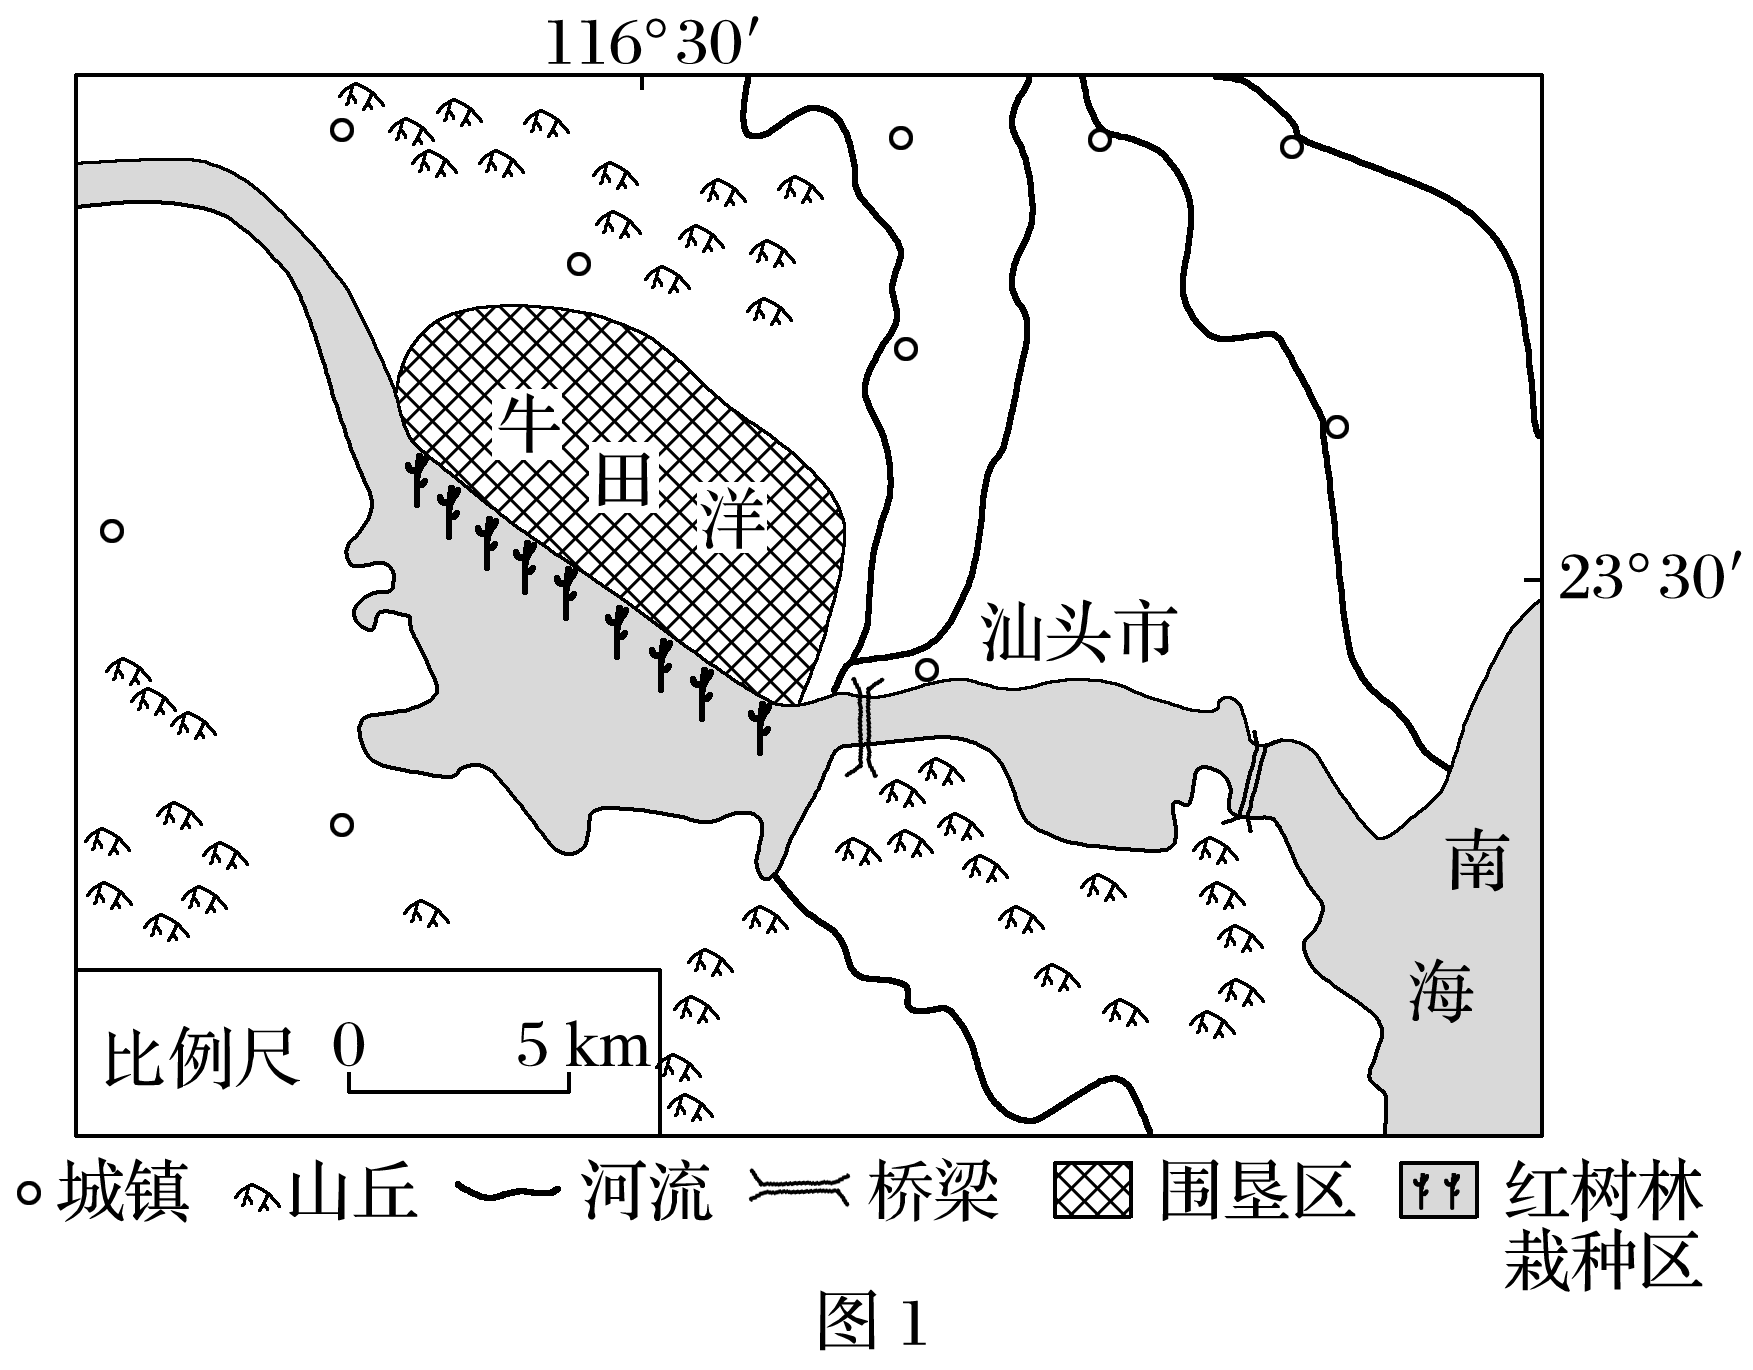 116°30′
牛田洋
23°30′
汕头市
南海
比例尺 0 5 km
城镇 山丘 河流 桥梁 围垦区 红树林
栽种区
图 1